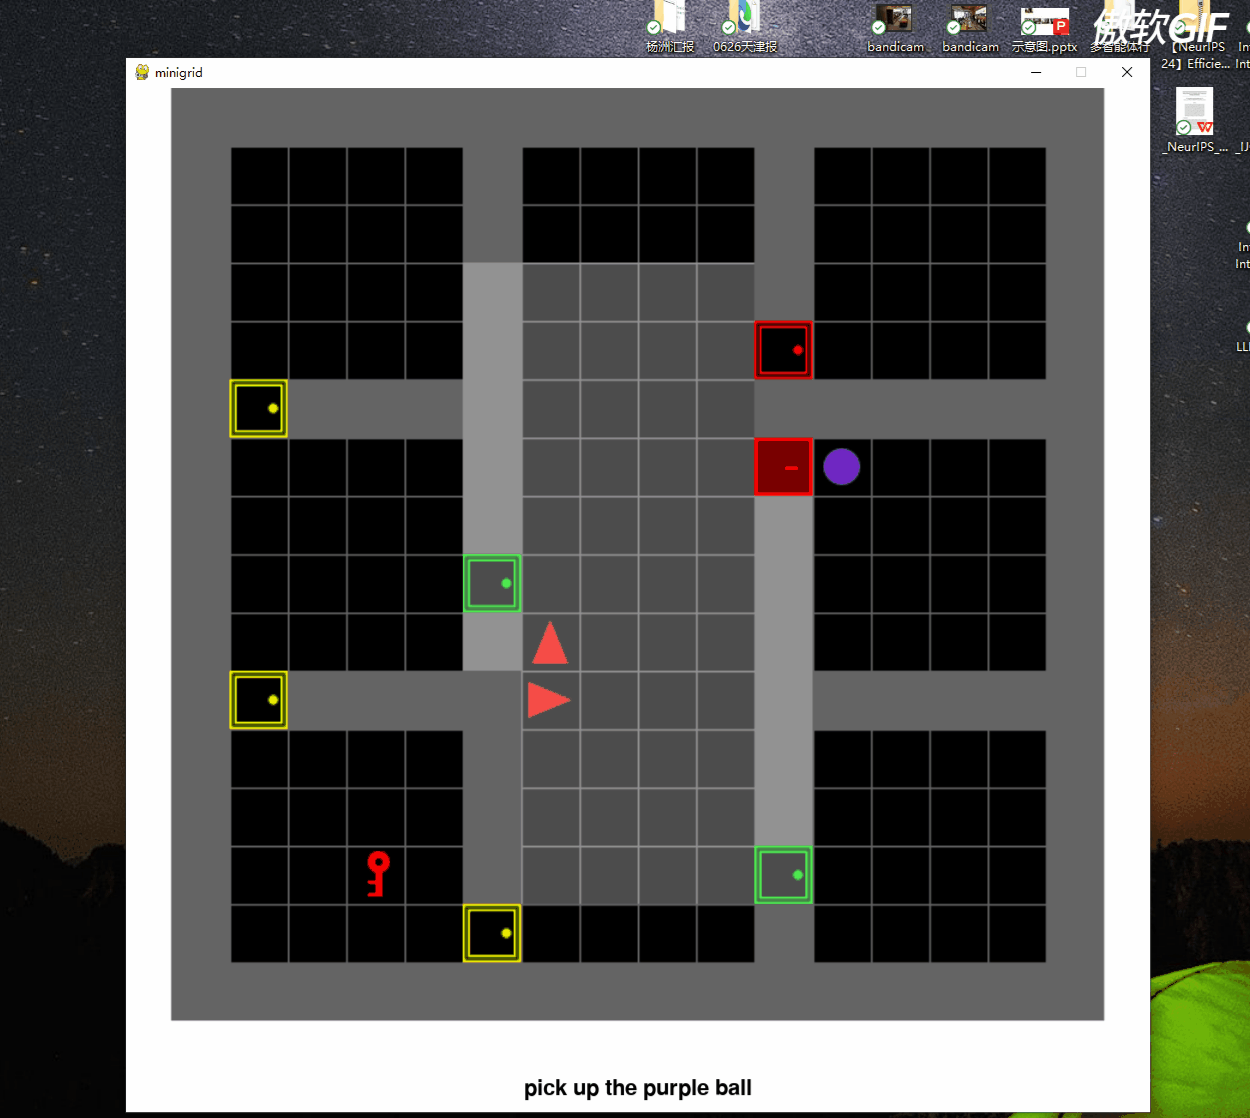 杨洲汇报
0626天津报
bandicam
bandicam
示意图.pptx
傲软GIF
【NeurIPS
24】Efficie...
_NeurIPS_...
minigrid
pick up the purple ball